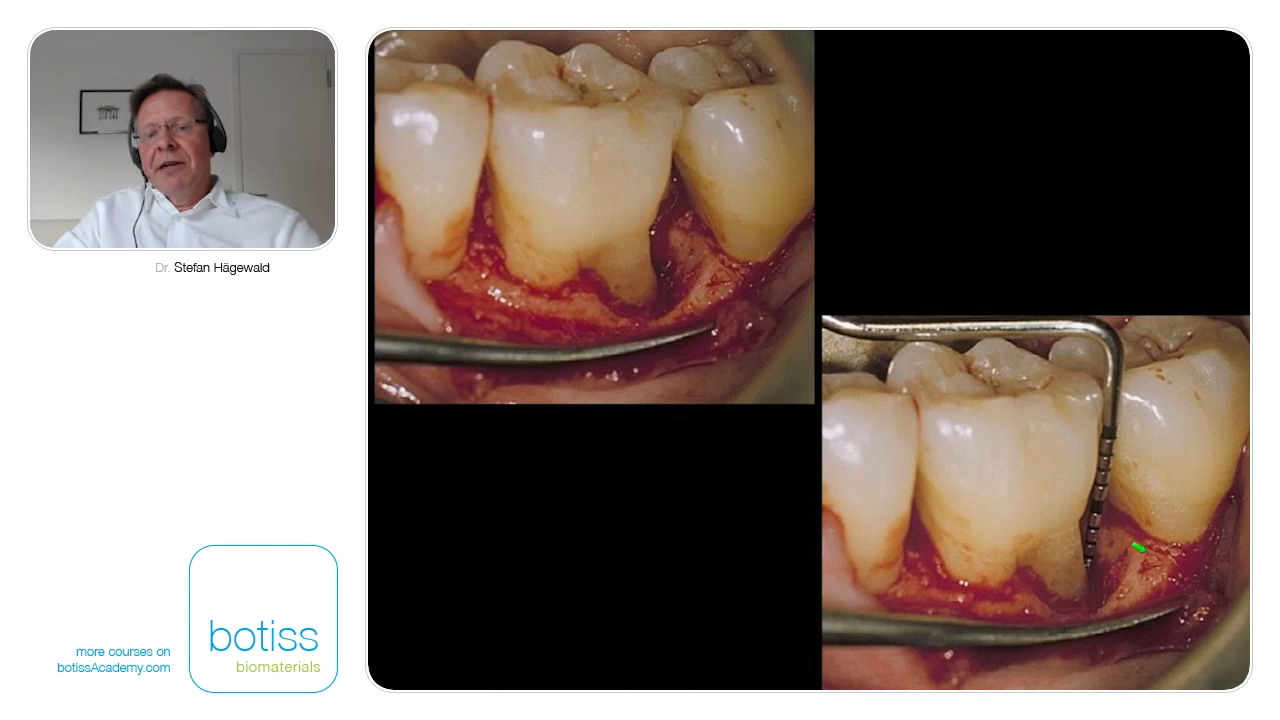 Dr. Stefan Hägewald
more courses on
botissAcademy.com
botiss
biomaterials